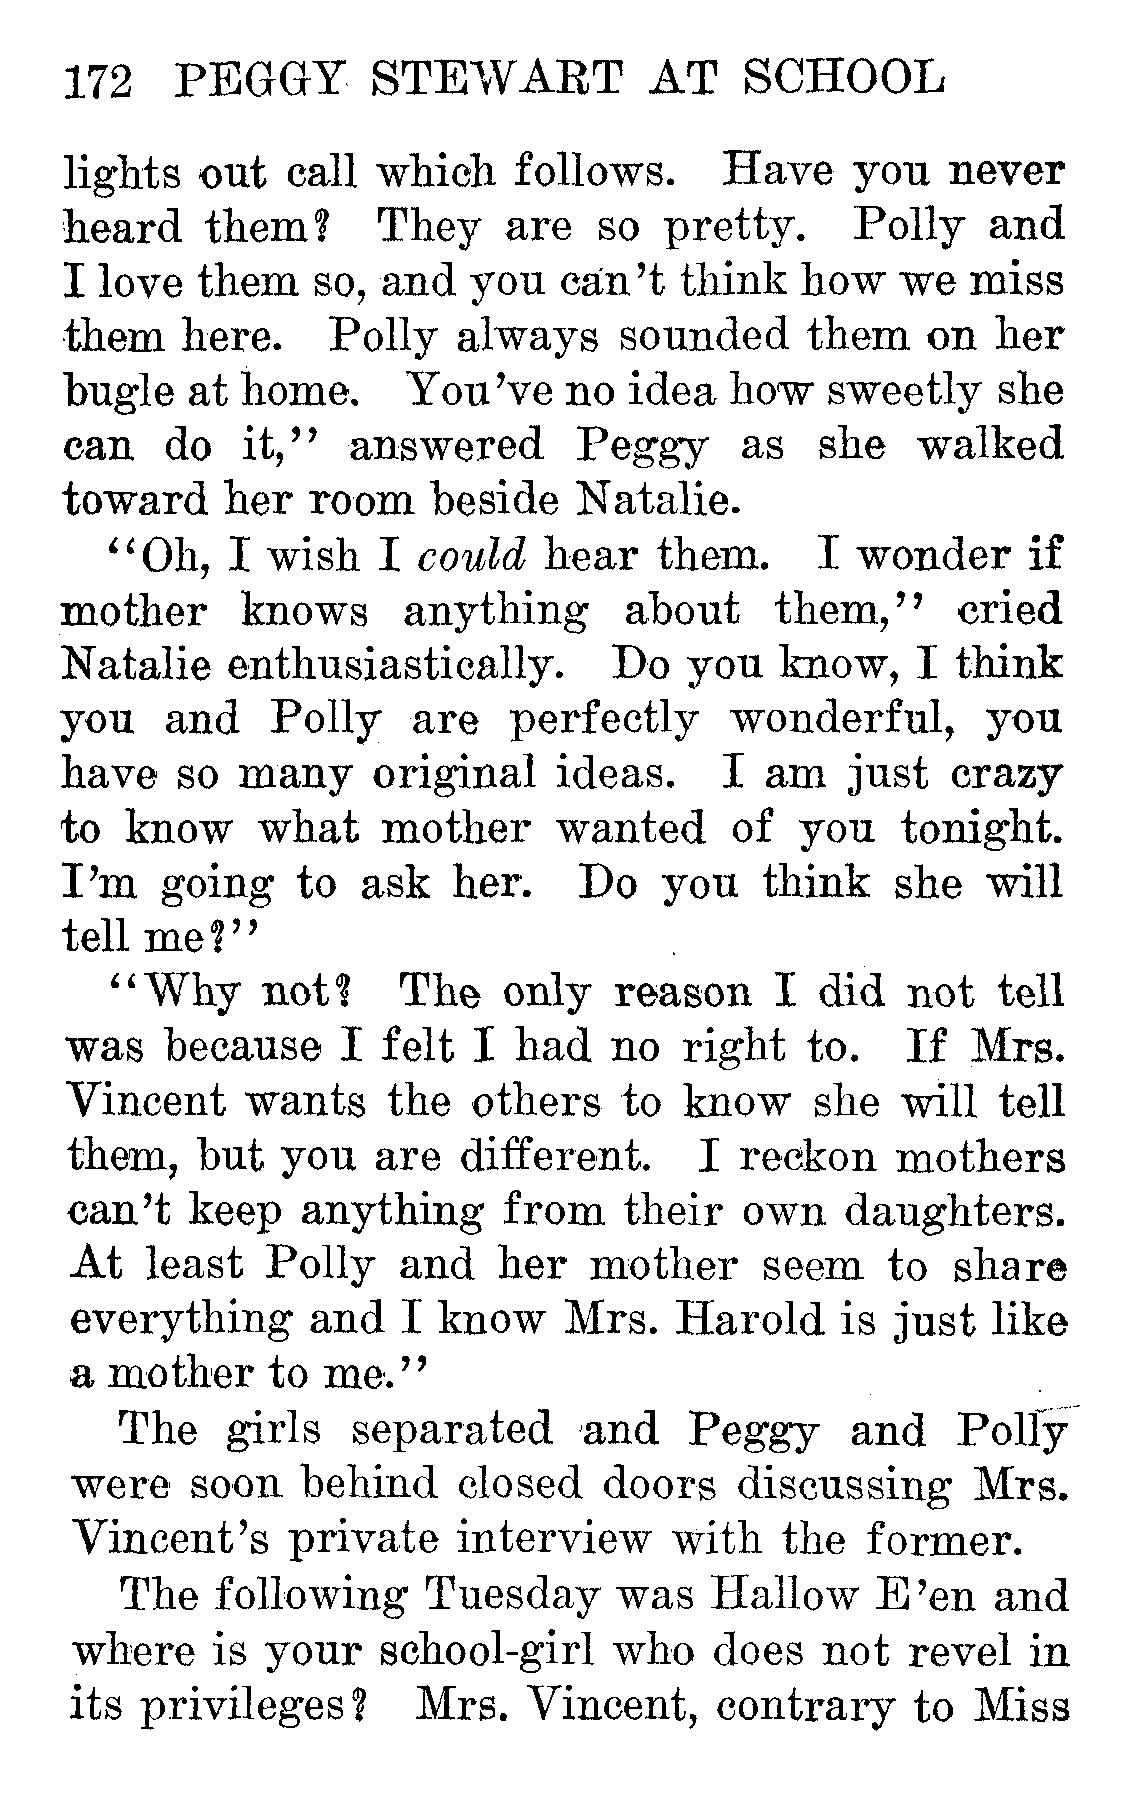 172 PEGGY STEWART AT SCHOOL
lights out call which follows. Have you never
heard them? They are so pretty. Polly and
I love them so, and you can't think how we miss
them here. Polly always sounded them on her
bugle at home. You've no idea how sweetly she
can do it,'' answered Peggy as she walked
toward her room beside Natalie.
''Oh, I wish I could hear them. I wonder if
mother knows anything about them,'' cried
Natalie enthusiastically. Do you know, I think
you and Polly are perfectly wonderful, you
have so many original ideas. I am just crazy
to know what mother wanted of you tonight.
I'm going to ask her. Do you think she will
tell me?''
''Why not? The only reason I did not tell
was because I felt I had no right to. If Mrs.
Vincent wants the others to know she will tell
them, but you are different. I reckon mothers
can't keep anything from their own daughters.
At least Polly and her mother seem to share
everything and I know Mrs. Harold is just like
a mother to me.''
The girls separated and Peggy and Polly
were soon behind closed doors discussing Mrs.
Vincent's private interview with the former.
The following Tuesday was Hallow E'en and
where is your school-girl who does not revel in
its privileges? Mrs. Vincent, contrary to Miss